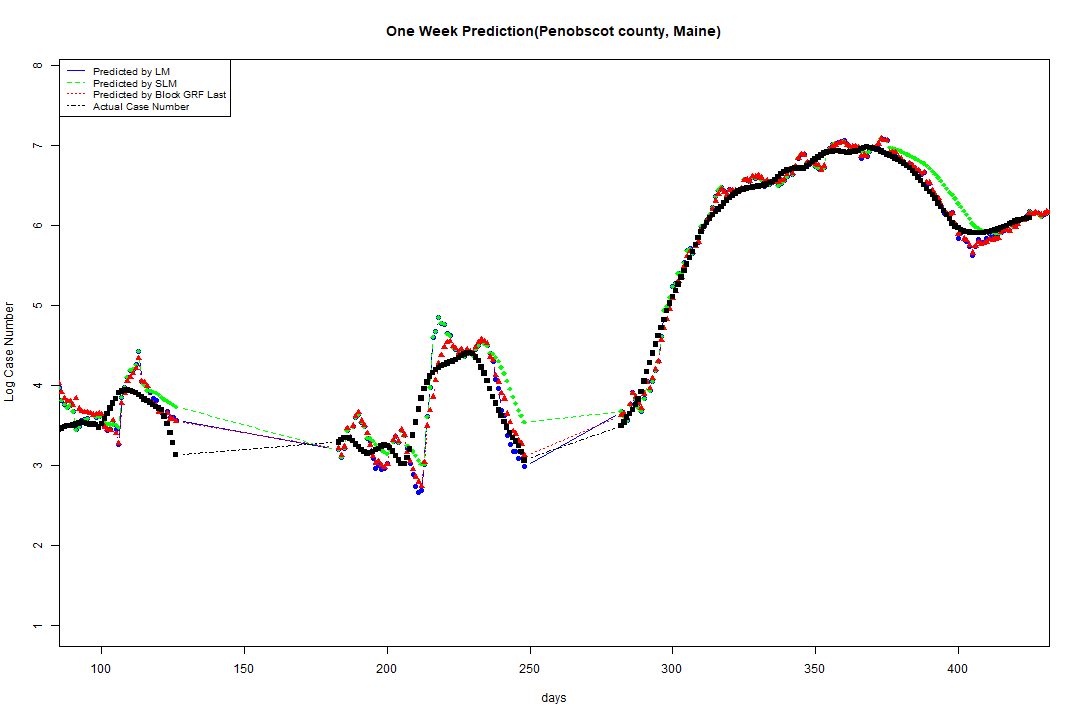 One Week Prediction(Penobscot county, Maine)
8
Predicted by LM
Predicted by SLM
Predicted by Block GRF Last
Actual Case Number
7
6
5
4
3
2
1
Log Case Number
100 150 200 250 300 350 400
days